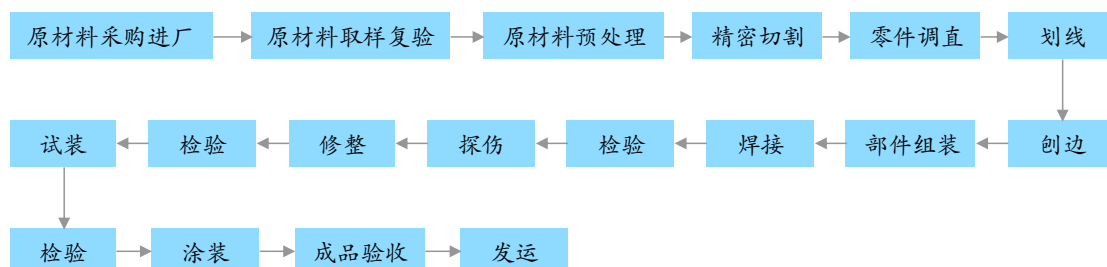 原材料采购进厂 原材料取样复验 原材料预处理 精密切割 零件调直 划线
试装 检验 修整 探伤 检验 焊接 部件组装 刨边
检验 涂装 成品验收 发运